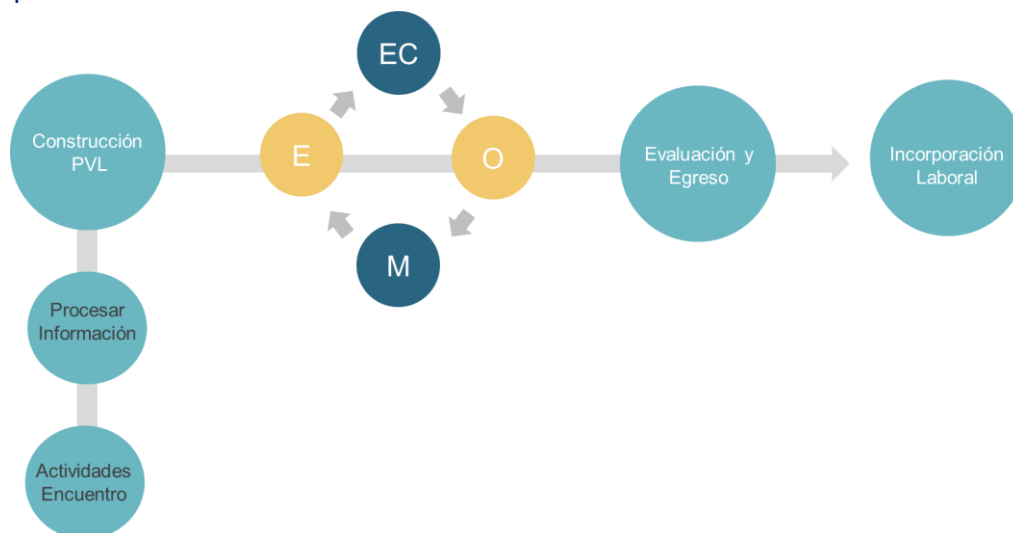 EC
Construcción
PVL
E
O
Evaluación y
Egreso
Incorporación
Laboral
M
Procesar
Información
Actividades
Encuentro